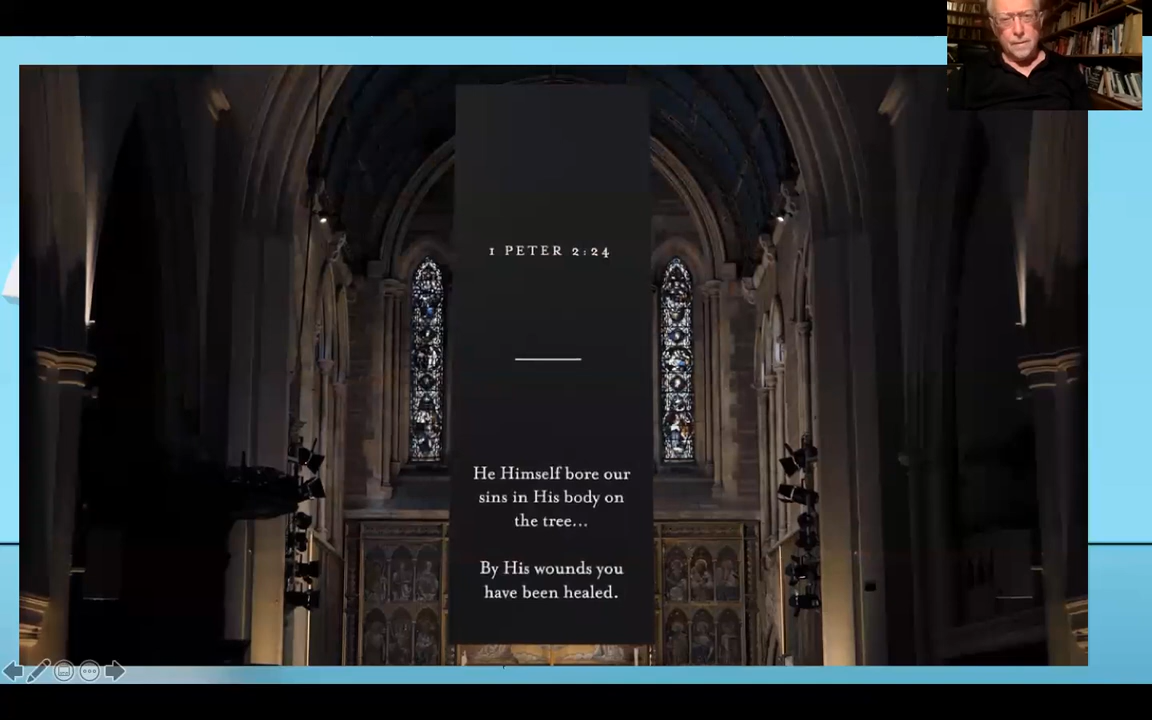 1 PETER 2:24
He Himself bore our
sins in His body on
the tree...
By His wounds you
have been healed.